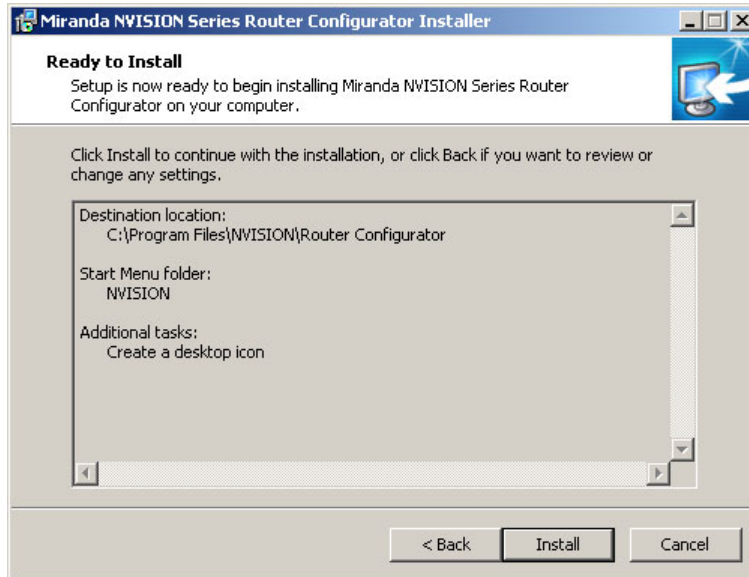 Miranda NVISION Series Router Configurator Installer
Ready to Install
Setup is now ready to begin installing Miranda NVISION Series Router
Configurator on your computer.
Click Install to continue with the installation, or click Back if you want to review or
change any settings.
Destination location:
C:\Program Files\NVISION\Router Configurator
Start Menu folder:
NVISION
Additional tasks:
Create a desktop icon
< Back
Install
Cancel